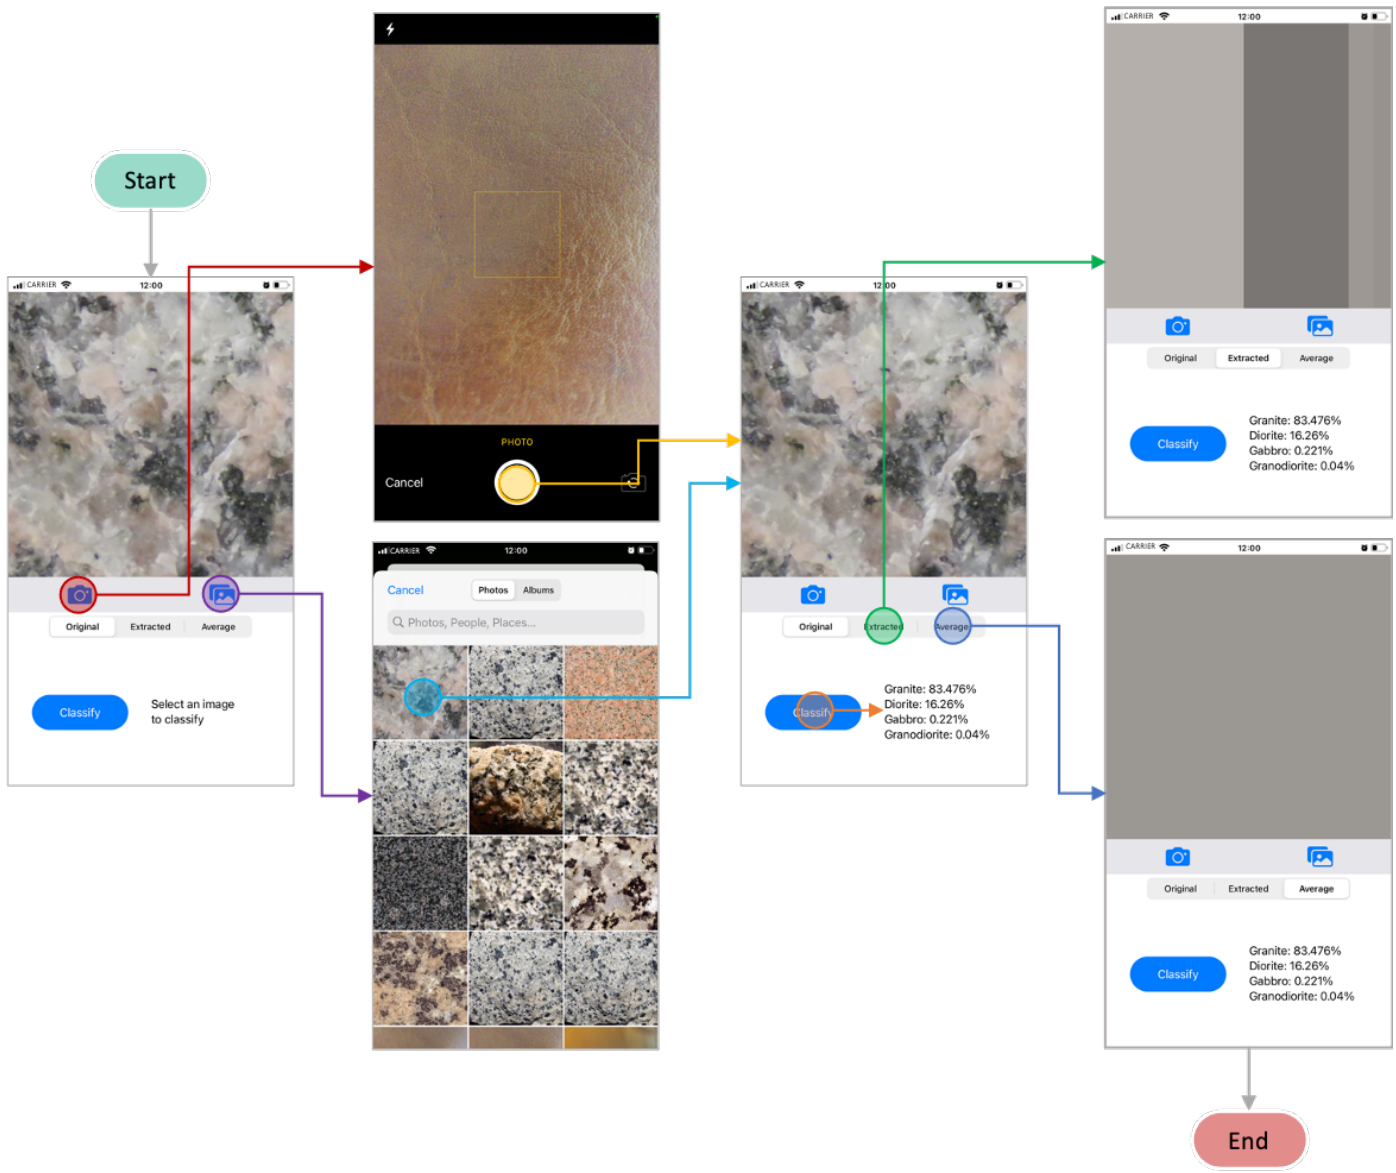 Start
CARRIER
12:00
Original
Extracted
Average
Classify
Select an image
to classify
PHOTO
Cancel
CARRIER
12:00
Cancel
Photos
Albums
Photos, People, Places...
CARRIER
12:00
Original
Extracted
Average
Classify
Granite: 83.476%
Diorite: 16.26%
Gabbro: 0.221%
Granodiorite: 0.04%
CARRIER
12:00
Original
Extracted
Average
Classify
Granite: 83.476%
Diorite: 16.26%
Gabbro: 0.221%
Granodiorite: 0.04%
CARRIER
12:00
Original
Extracted
Average
Classify
Granite: 83.476%
Diorite: 16.26%
Gabbro: 0.221%
Granodiorite: 0.04%
End